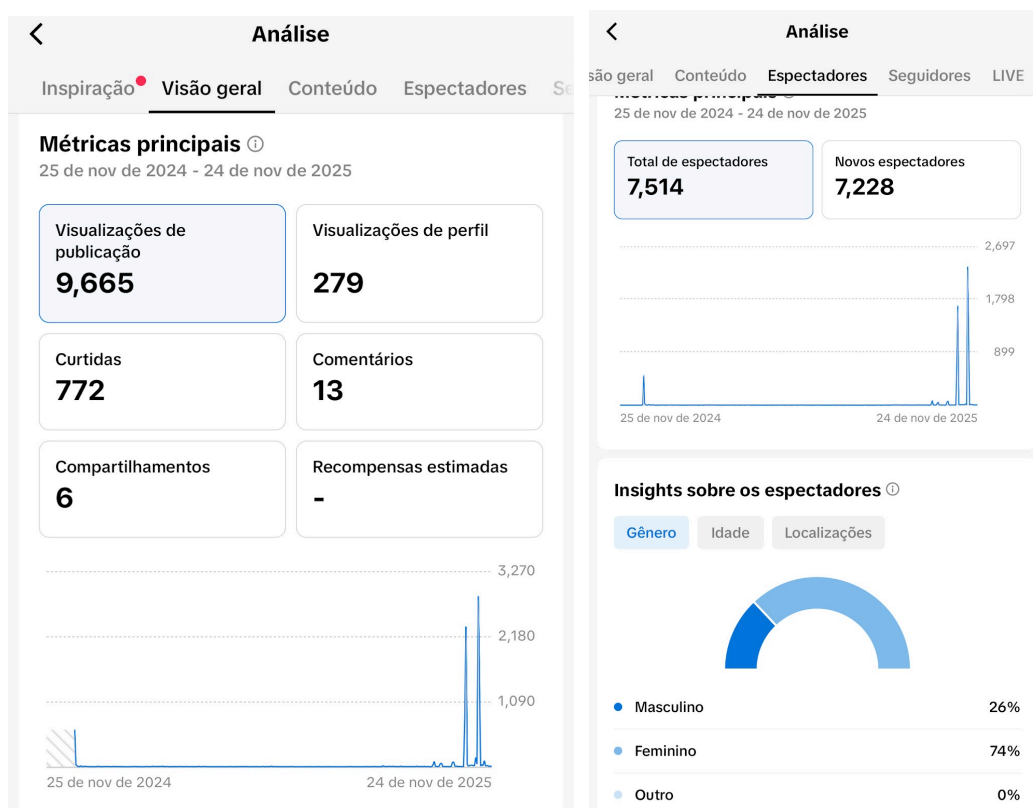 Análise
Inspiração Visão geral Conteúdo Espectadores Se
Métricas principais
25 de nov de 2024 - 24 de nov de 2025
Visualizações de
publicação
9,665
Visualizações de perfil
279
Curtidas
772
Comentários
13
Compartilhamentos
6
Recompensas estimadas
-
3,270
2,180
1,090
25 de nov de 2024 24 de nov de 2025
Análise
são geral Conteúdo Espectadores Seguidores LIVE
Métricas principais
25 de nov de 2024 - 24 de nov de 2025
Total de espectadores
7,514
Novos espectadores
7,228
2,697
1,798
899
25 de nov de 2024 24 de nov de 2025
Insights sobre os espectadores
Gênero Idade Localizações
Masculino 26%
Feminino 74%
Outro 0%